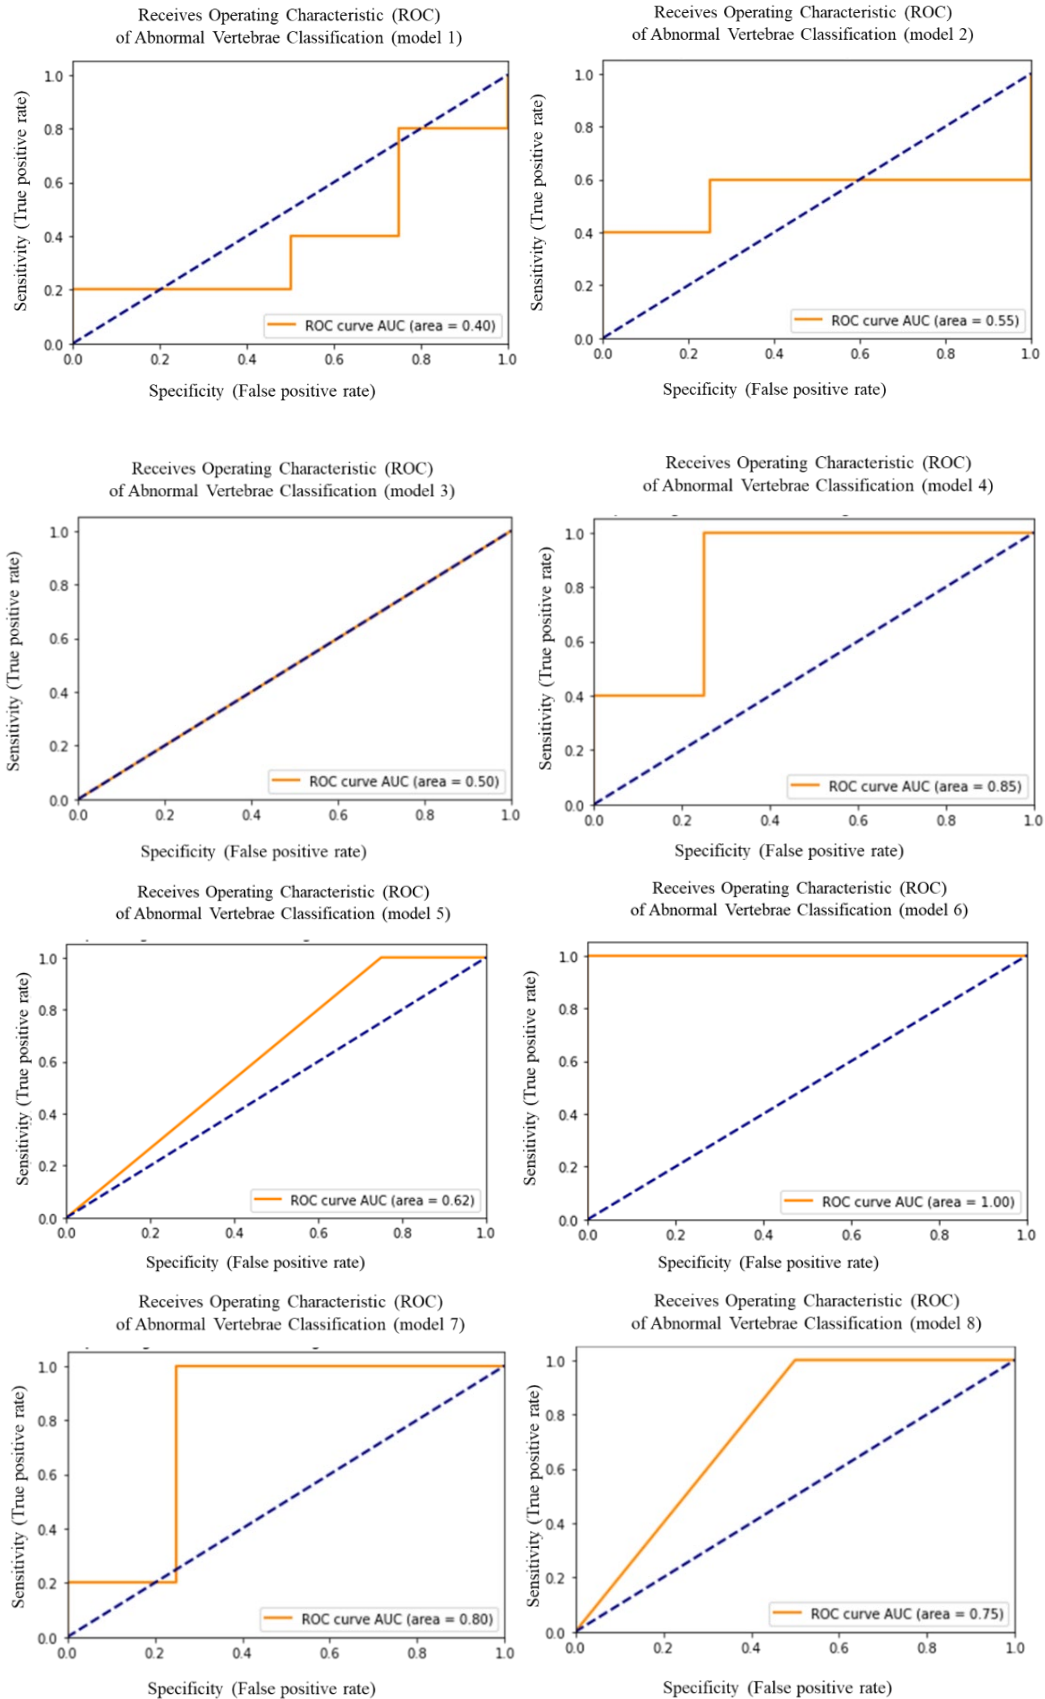 Receives Operating Characteristic (ROC)
of Abnormal Vertebrae Classification (model 1)
Sensitivity (True positive rate)
1.0
0.8
0.6
0.4
0.2
0.0
ROC curve AUC (area = 0.40)
0.0 0.2 0.4 0.6 0.8 1.0
Specificity (False positive rate)
Receives Operating Characteristic (ROC)
of Abnormal Vertebrae Classification (model 2)
Sensitivity (True positive rate)
1.0
0.8
0.6
0.4
0.2
0.0
ROC curve AUC (area = 0.55)
0.0 0.2 0.4 0.6 0.8 1.0
Specificity (False positive rate)
Receives Operating Characteristic (ROC)
of Abnormal Vertebrae Classification (model 3)
Sensitivity (True positive rate)
1.0
0.8
0.6
0.4
0.2
0.0
ROC curve AUC (area = 0.50)
0.0 0.2 0.4 0.6 0.8 1.0
Specificity (False positive rate)
Receives Operating Characteristic (ROC)
of Abnormal Vertebrae Classification (model 4)
Sensitivity (True positive rate)
1.0
0.8
0.6
0.4
0.2
0.0
ROC curve AUC (area = 0.85)
0.0 0.2 0.4 0.6 0.8 1.0
Specificity (False positive rate)
Receives Operating Characteristic (ROC)
of Abnormal Vertebrae Classification (model 5)
Sensitivity (True positive rate)
1.0
0.8
0.6
0.4
0.2
0.0
ROC curve AUC (area = 0.62)
0.0 0.2 0.4 0.6 0.8 1.0
Specificity (False positive rate)
Receives Operating Characteristic (ROC)
of Abnormal Vertebrae Classification (model 6)
Sensitivity (True positive rate)
1.0
0.8
0.6
0.4
0.2
0.0
ROC curve AUC (area = 1.00)
0.0 0.2 0.4 0.6 0.8 1.0
Specificity (False positive rate)
Receives Operating Characteristic (ROC)
of Abnormal Vertebrae Classification (model 7)
Sensitivity (True positive rate)
1.0
0.8
0.6
0.4
0.2
0.0
ROC curve AUC (area = 0.80)
0.0 0.2 0.4 0.6 0.8 1.0
Specificity (False positive rate)
Receives Operating Characteristic (ROC)
of Abnormal Vertebrae Classification (model 8)
Sensitivity (True positive rate)
1.0
0.8
0.6
0.4
0.2
0.0
ROC curve AUC (area = 0.75)
0.0 0.2 0.4 0.6 0.8 1.0
Specificity (False positive rate)